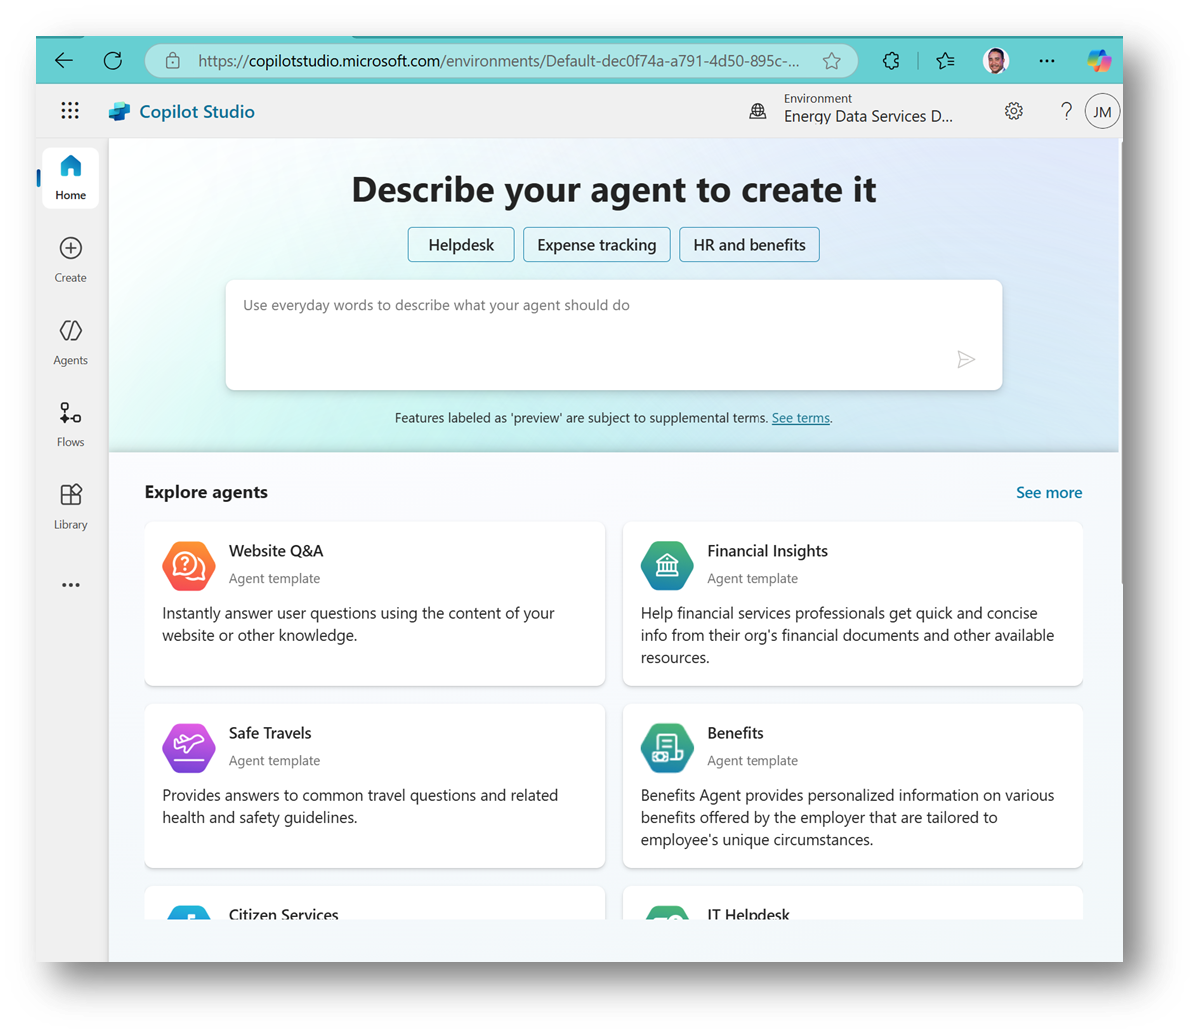 https://copilotstudio.microsoft.com/environments/Default-dec0f74a-a791-4d50-895c-...
Copilot Studio
Environment
Energy Data Services D...
?
JM
Home
Create
Agents
Flows
Library
Describe your agent to create it
Helpdesk
Expense tracking
HR and benefits
Use everyday words to describe what your agent should do
Features labeled as 'preview' are subject to supplemental terms. See terms.
Explore agents
See more
Website Q&A
Agent template
Instantly answer user questions using the content of your
website or other knowledge.
Financial Insights
Agent template
Help financial services professionals get quick and concise
info from their org's financial documents and other available
resources.
Safe Travels
Agent template
Provides answers to common travel questions and related
health and safety guidelines.
Benefits
Agent template
Benefits Agent provides personalized information on various
benefits offered by the employer that are tailored to
employee's unique circumstances.
Citizen Services
IT Helpdesk